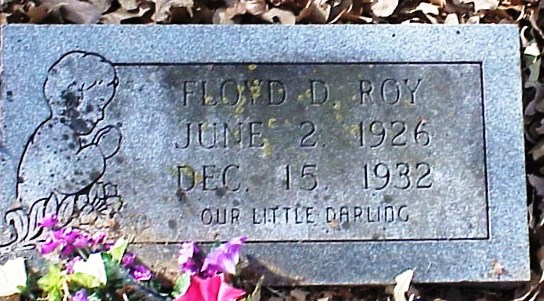 FLOYD D. ROY
JUNE 2. 1926
DEC. 15. 1932
OUR LITTLE DARLING